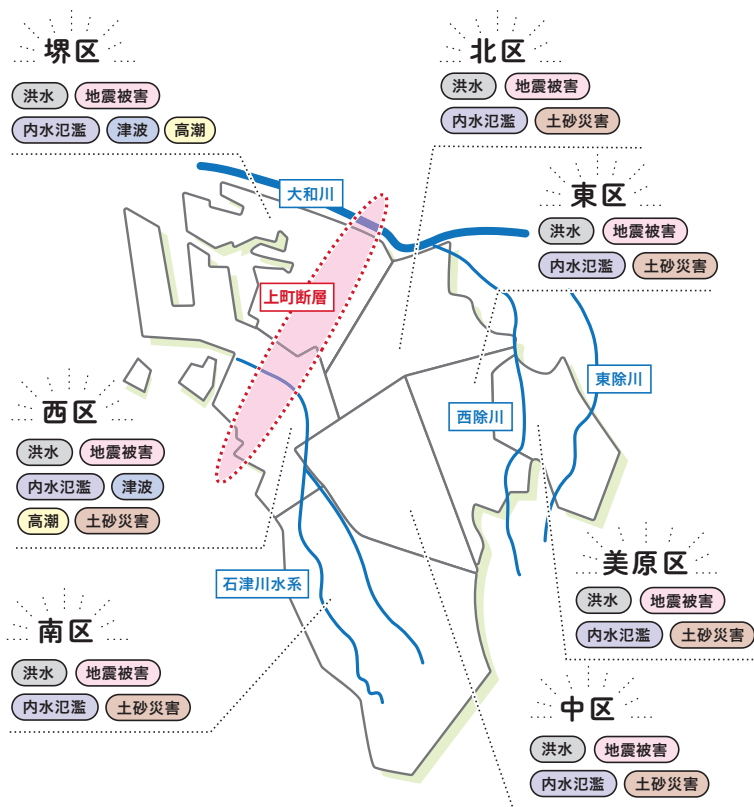 堺区
洪水 地震被害
内水氾濫 津波 高潮
北区
洪水 地震被害
内水氾濫 土砂災害
大和川
東区
洪水 地震被害
内水氾濫 土砂災害
上町断層
東除川
西除川
西区
洪水 地震被害
内水氾濫 津波
高潮 土砂災害
石津川水系
美原区
洪水 地震被害
内水氾濫 土砂災害
南区
洪水 地震被害
内水氾濫 土砂災害
中区
洪水 地震被害
内水氾濫 土砂災害